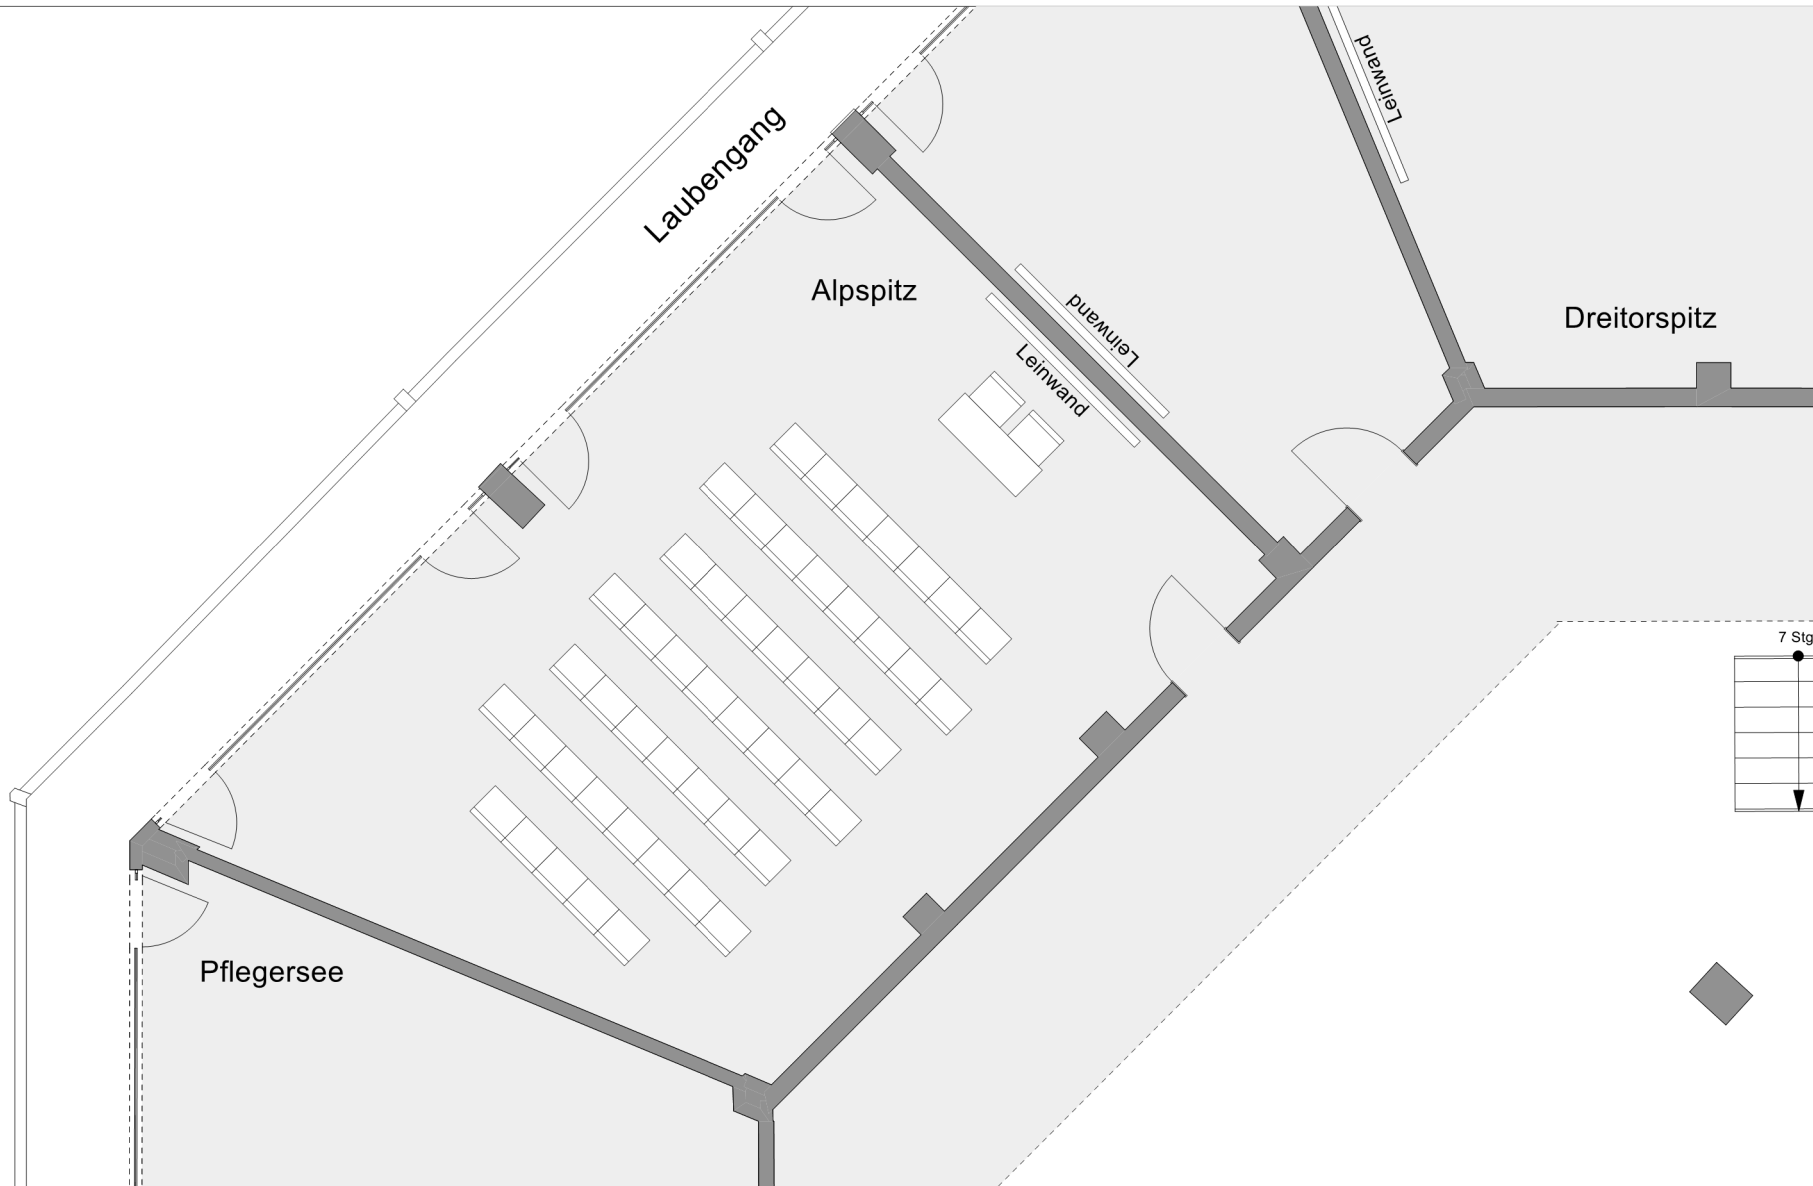 Leinwand
Laubengang
Alpspitz
Leinwand
Leinwand
Dreitorspitz
7 Stg
Pflegersee